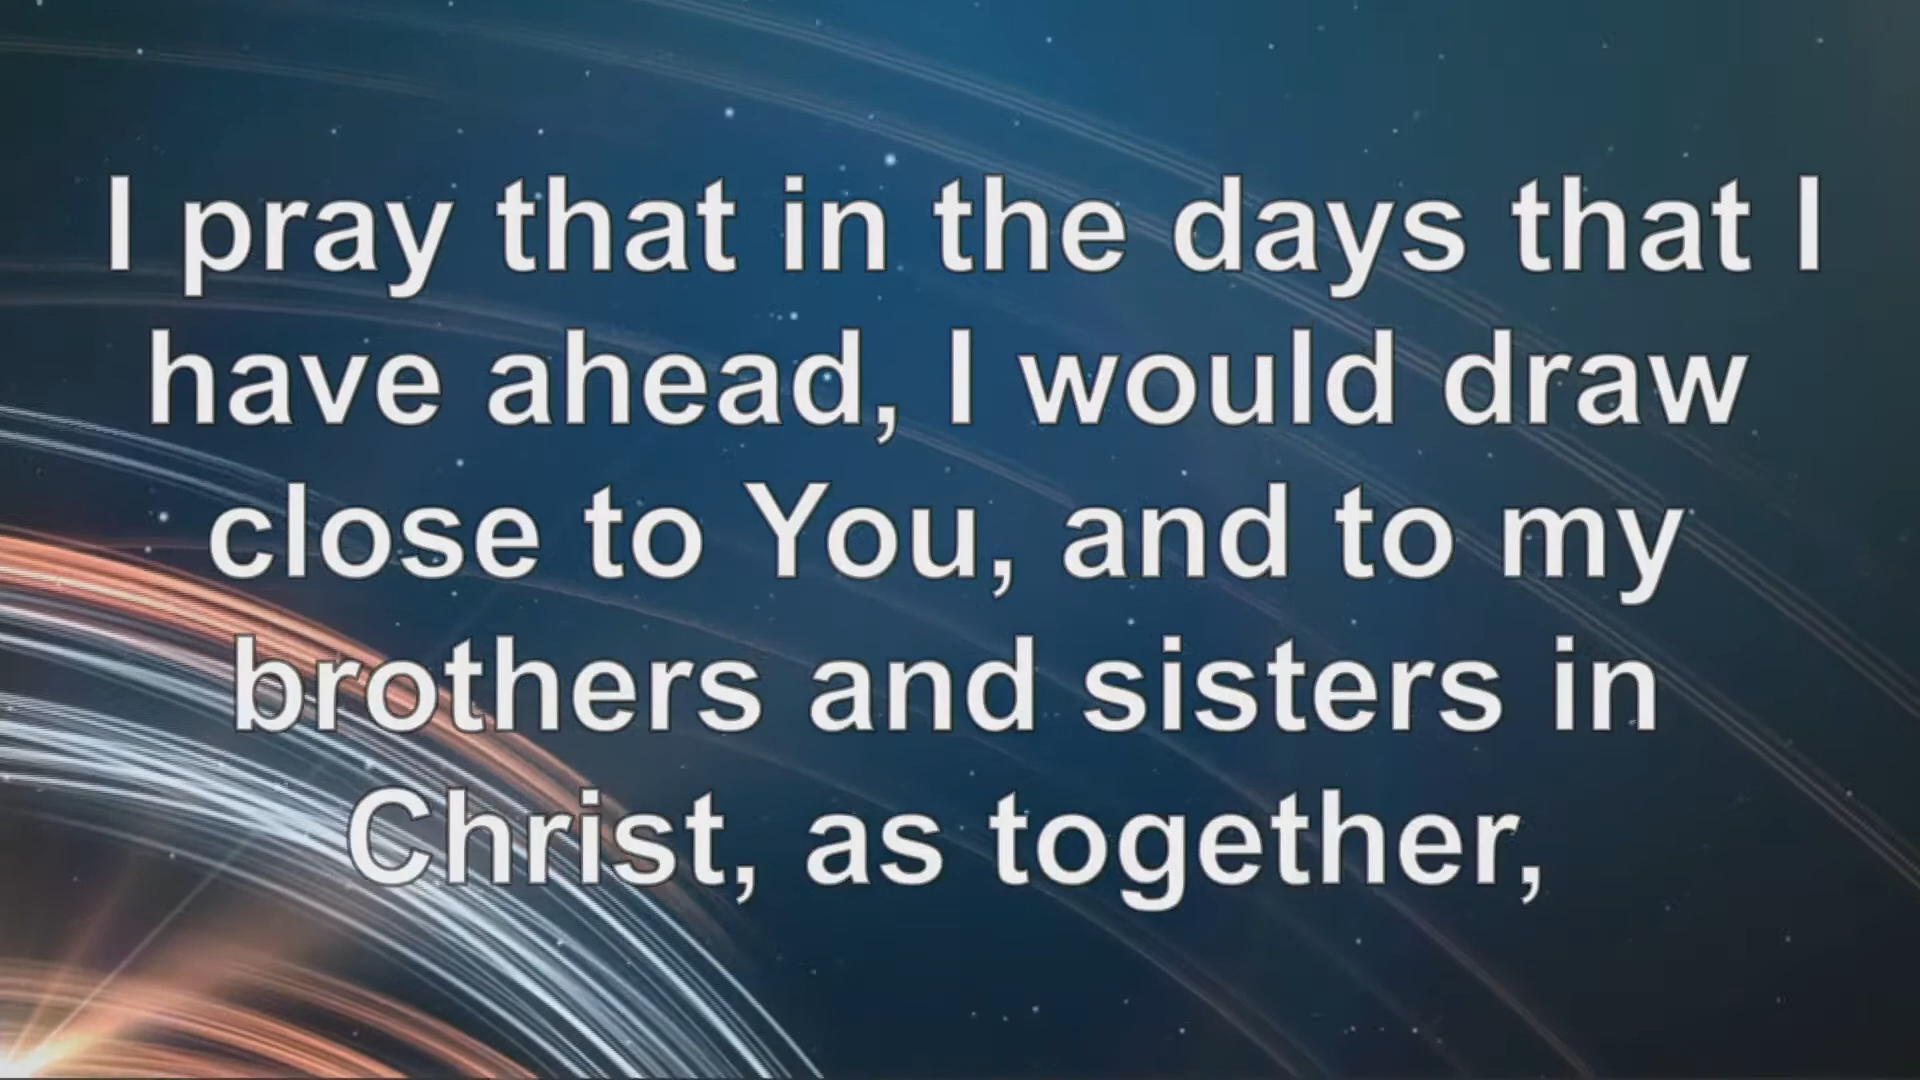 I pray that in the days that I
have ahead, I would draw
close to You, and to my
brothers and sisters in
Christ, as together,